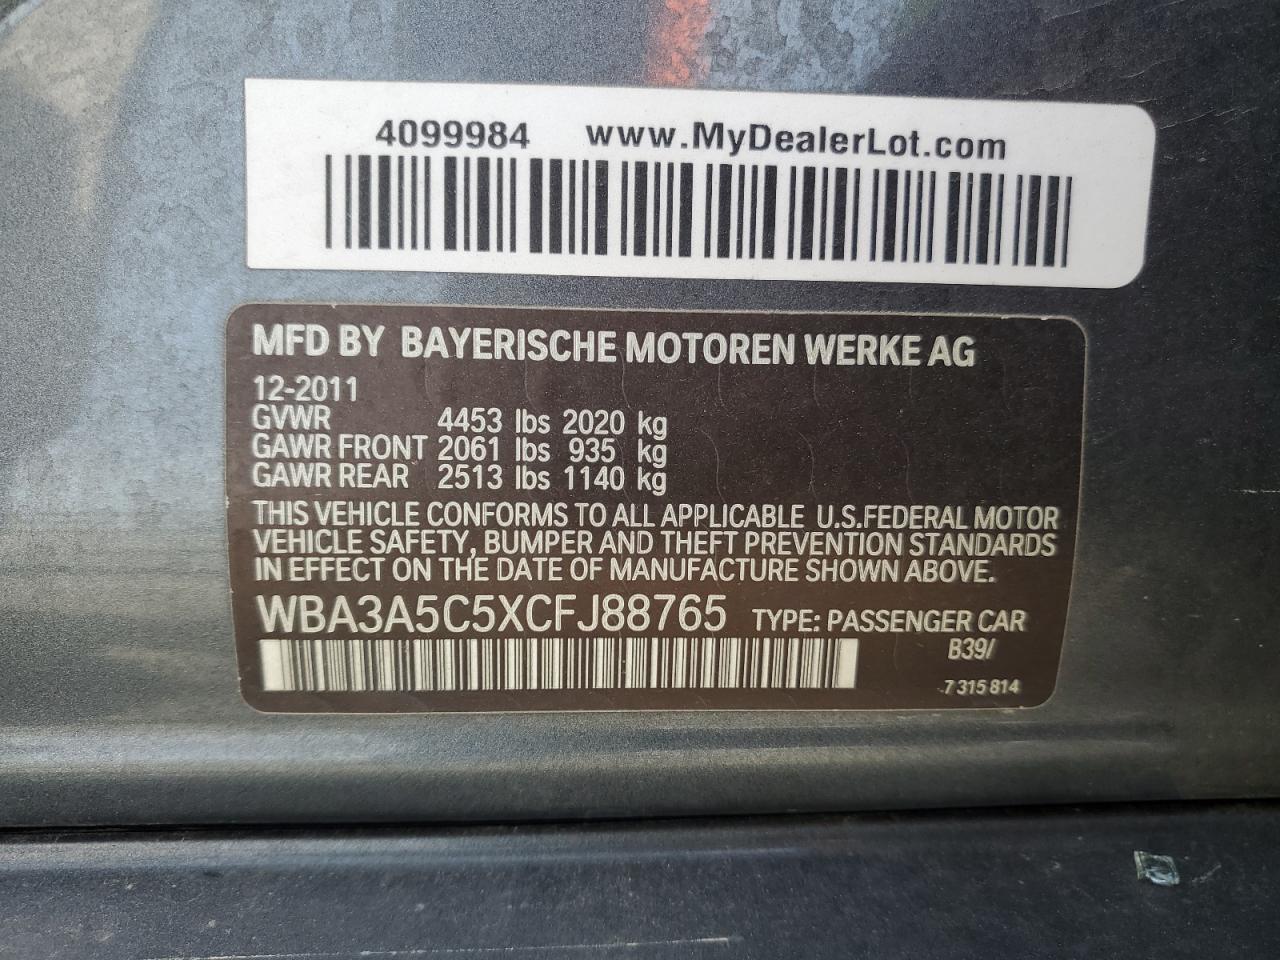 4099984 www.MyDealerLot.com
MFD BY BAYERISCHE MOTOREN WERKE AG
12-2011
GVWR 4453 lbs 2020 kg
GAWR FRONT 2061 lbs 935 kg
GAWR REAR 2513 lbs 1140 kg
THIS VEHICLE CONFORMS TO ALL APPLICABLE U.S.FEDERAL MOTOR
VEHICLE SAFETY, BUMPER AND THEFT PREVENTION STANDARDS
IN EFFECT ON THE DATE OF MANUFACTURE SHOWN ABOVE.
WBA3A5C5XCFJ88765 TYPE: PASSENGER CAR
B39/
7 315 814